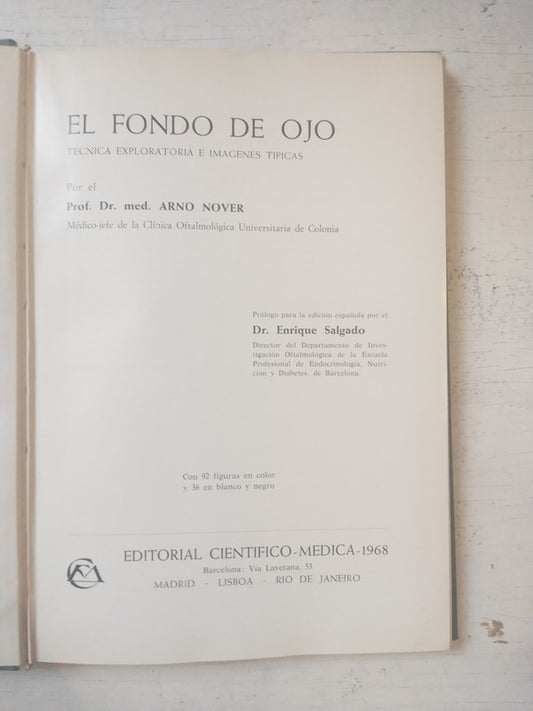 EL FONDO DE OJO
TECNICA EXPLORATORIA E IMAGENES TIPICAS
Por el
Prof. Dr. med. ARNO NOVER
Médico-jefe de la Clínica Oftalmológica Universitaria de Colonia
Prólogo para la edición española por el
Dr. Enrique Salgado
Director del Departamento de Inves-
tigación Oftalmológica de la Escuela
Profesional de Endocrinología, Nutri-
ción y Diabetes, de Barcelona.
Con 92 figuras en color
y 36 en blanco y negro
EDITORIAL CIENTIFICO-MEDICA-1968
Barcelona: Vía Layetana, 53
MADRID - LISBOA - RIO DE JANEIRO